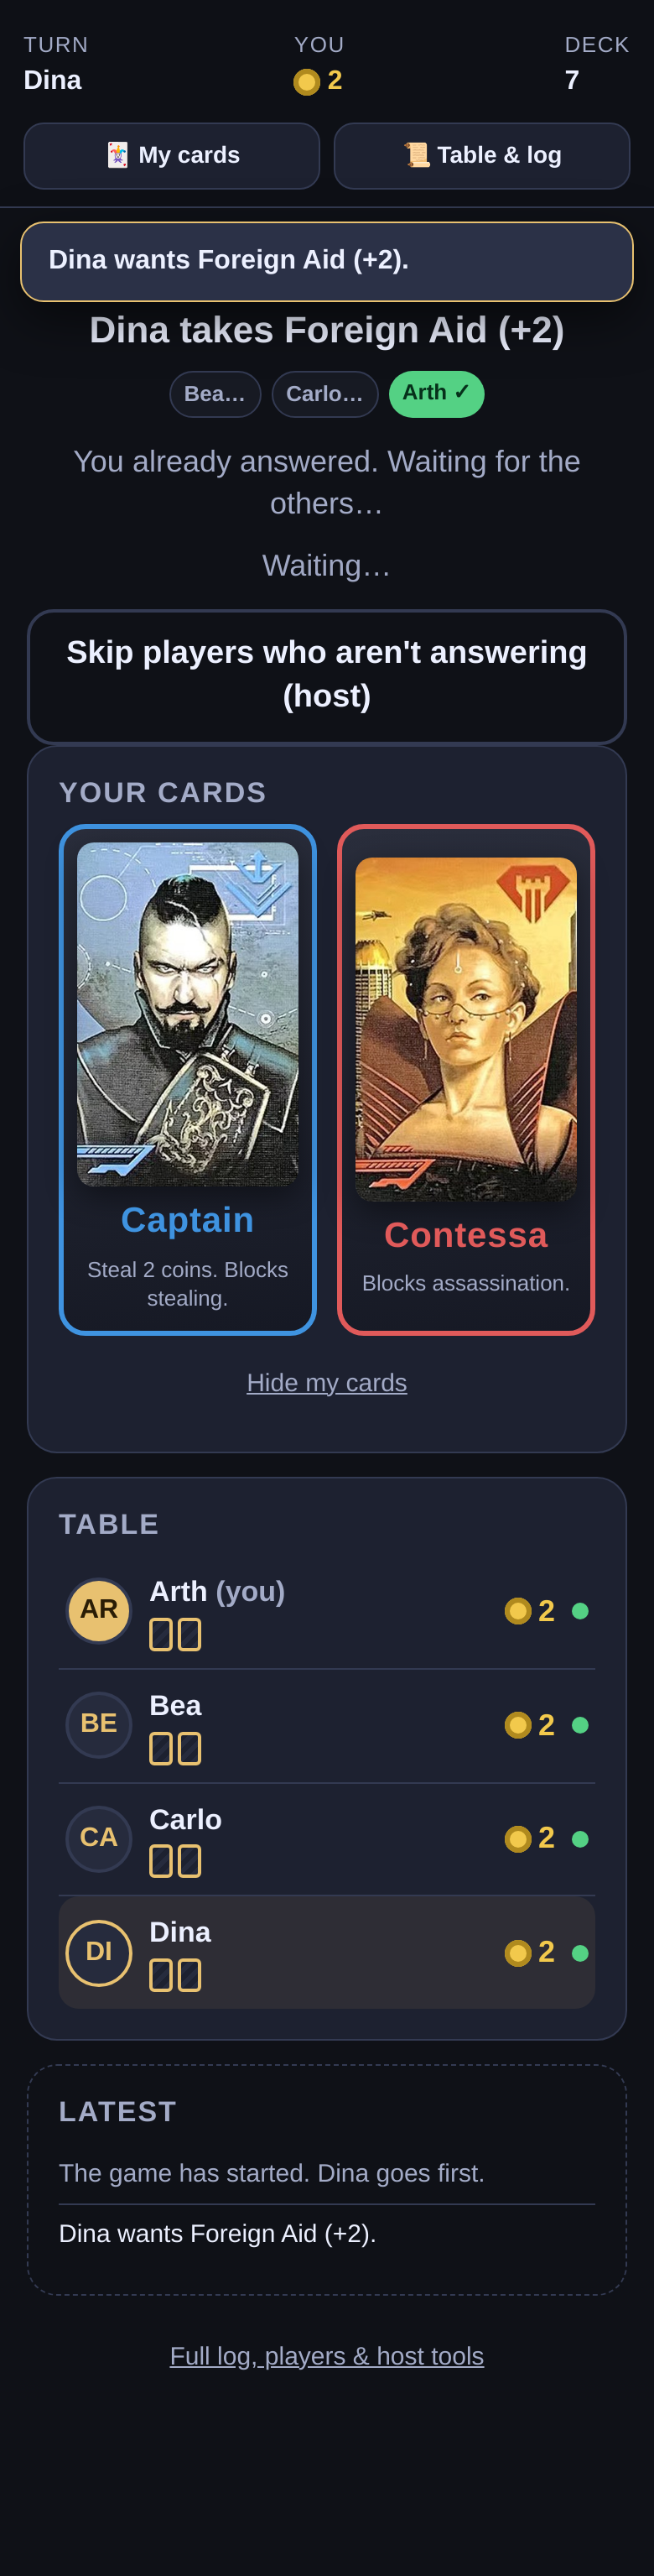 TURN
YOU
DECK
Dina
2
7
🃏 My cards
📜 Table & log
Dina wants Foreign Aid (+2).
Dina takes Foreign Aid (+2)
Bea…
Carlo…
Arth ✓
You already answered. Waiting for the
others…
Waiting…
Skip players who aren't answering
(host)
YOUR CARDS
Captain
Steal 2 coins. Blocks
stealing.
Contessa
Blocks assassination.
Hide my cards
TABLE
AR
Arth (you)
2
BE
Bea
2
CA
Carlo
2
DI
Dina
2
LATEST
The game has started. Dina goes first.
Dina wants Foreign Aid (+2).
Full log, players & host tools